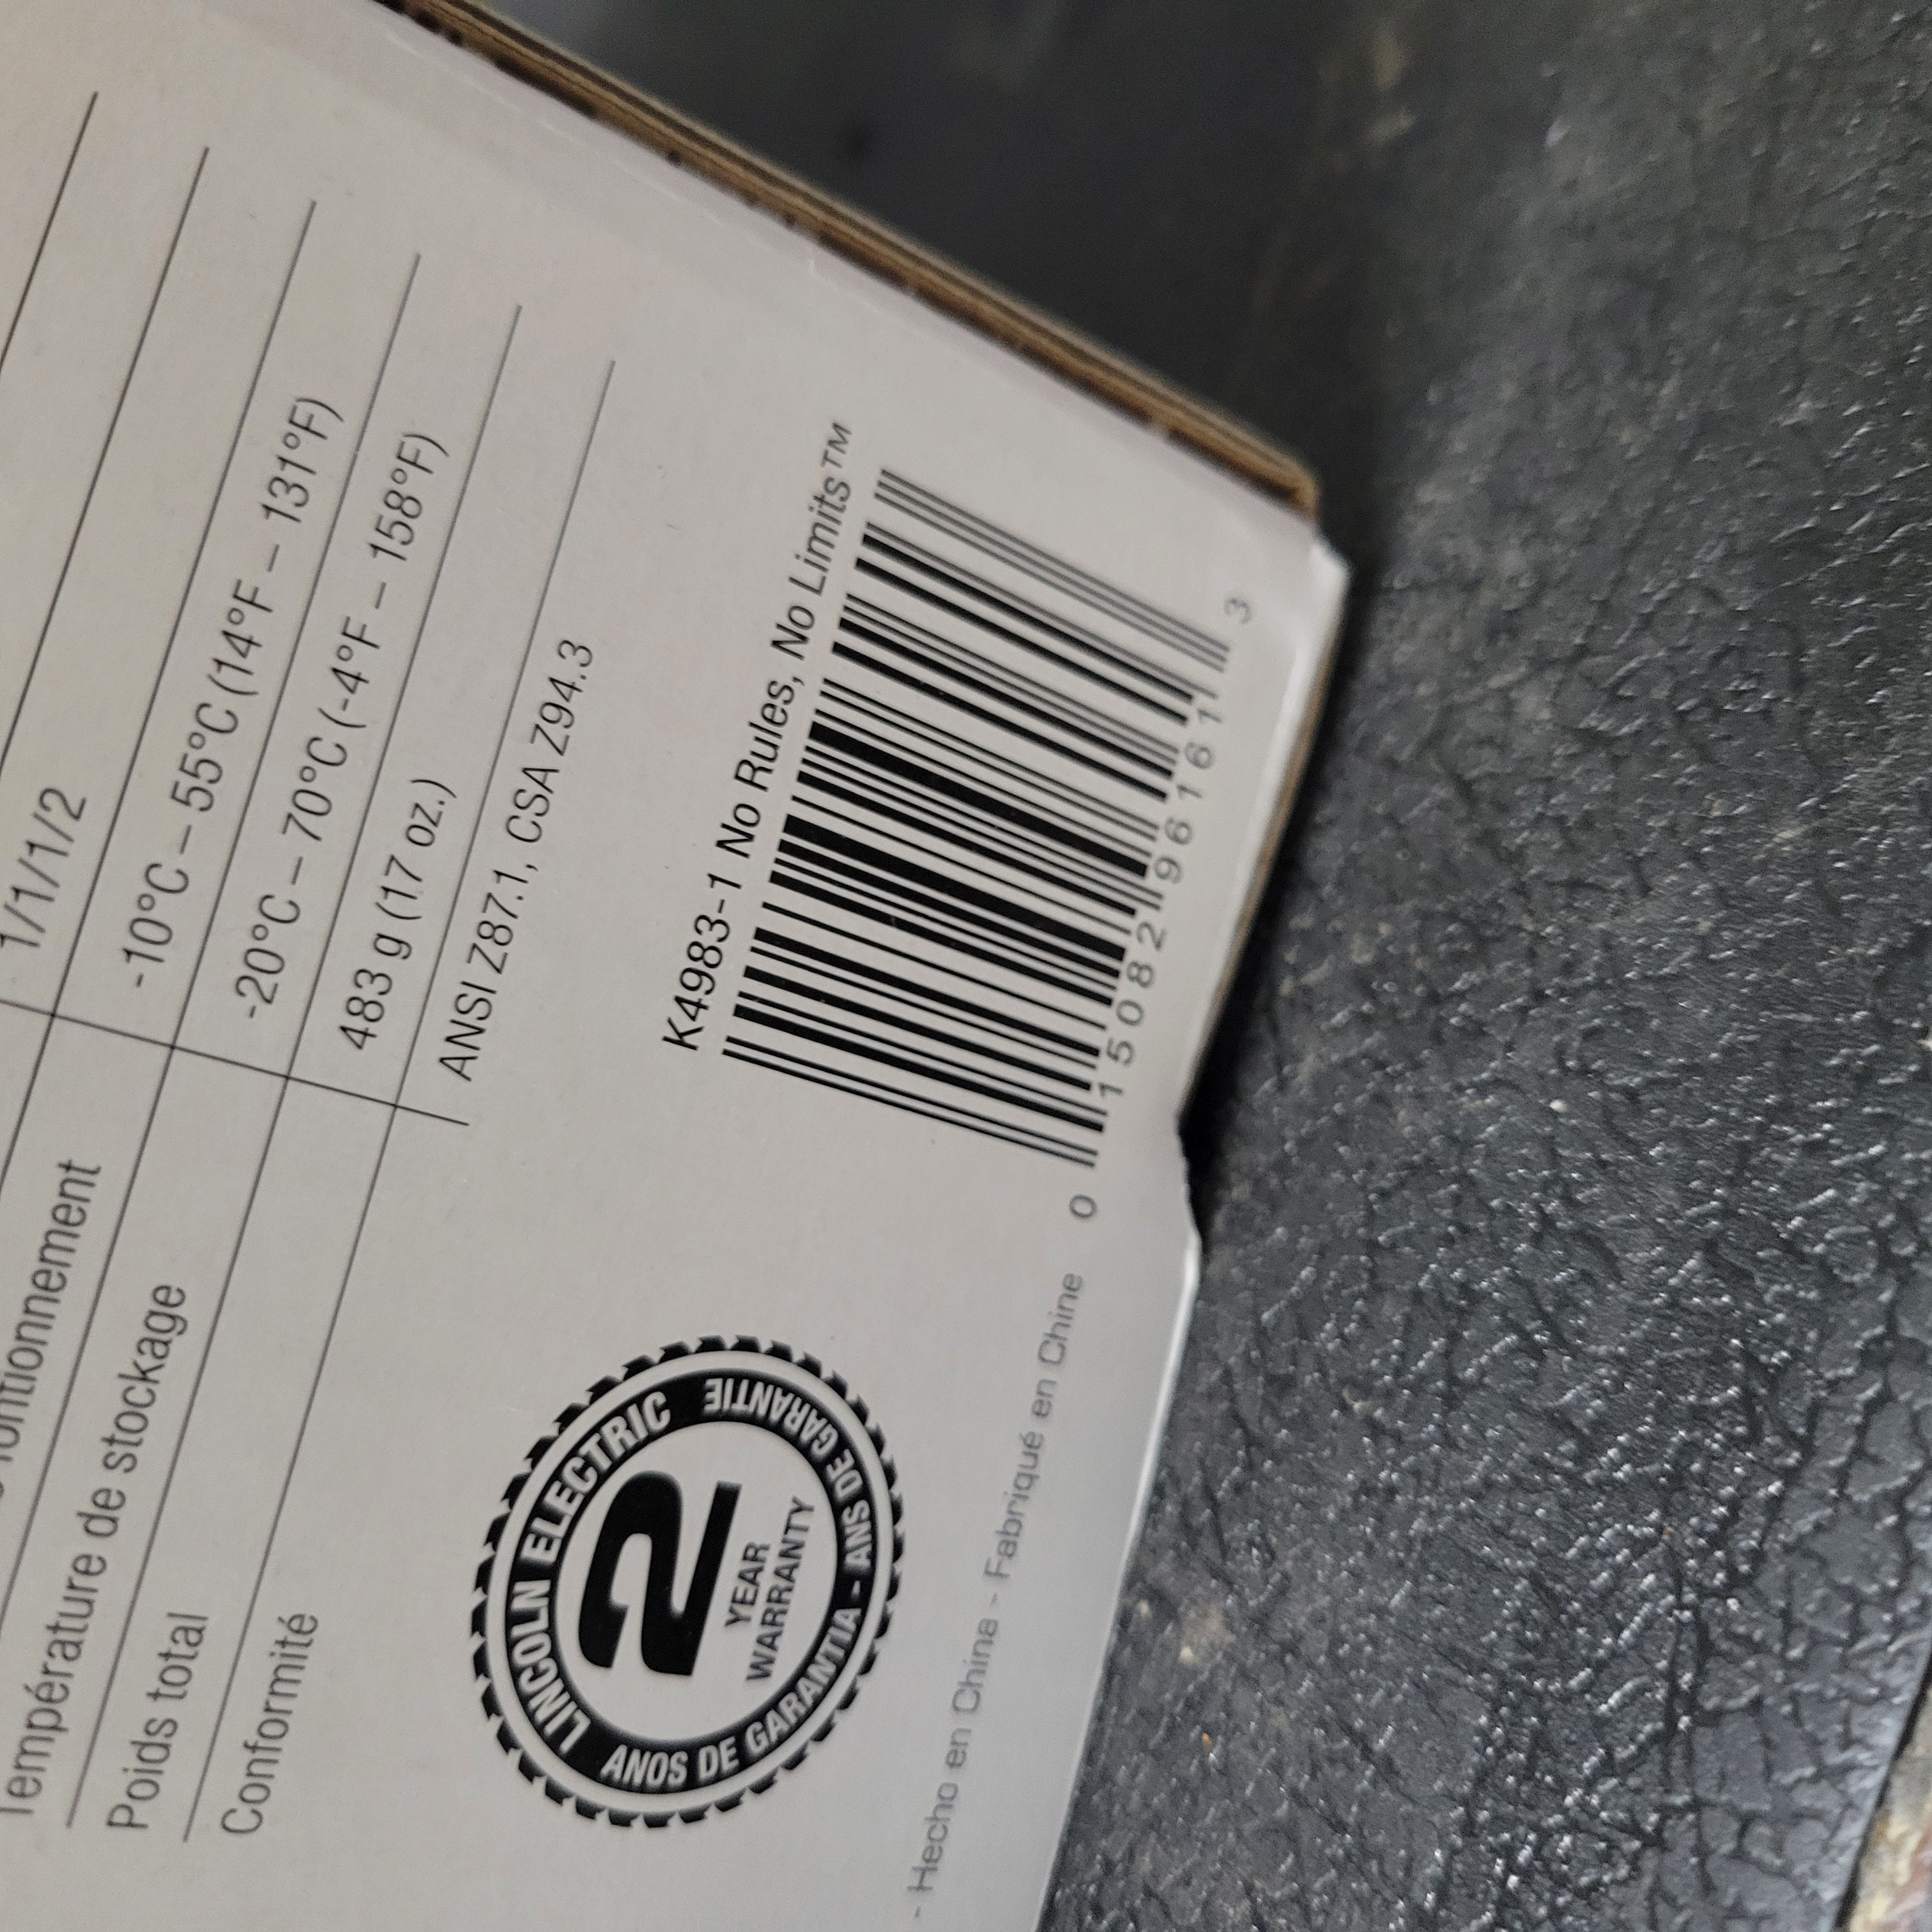 1/1/1/2
-10°C – 55°C (14°F – 131°F)
Température de stockage -20°C – 70°C (-4°F – 158°F)
Poids total 483 g (17 oz.)
Conformité ANSI Z87.1, CSA Z94.3
K4983-1 No Rules, No Limits™
0 15082 96161 3
LINCOLN ELECTRIC
2
YEAR
WARRANTY
ANOS DE GARANTIA - ANS DE GARANTIE
- Hecho en China - Fabriqué en Chine